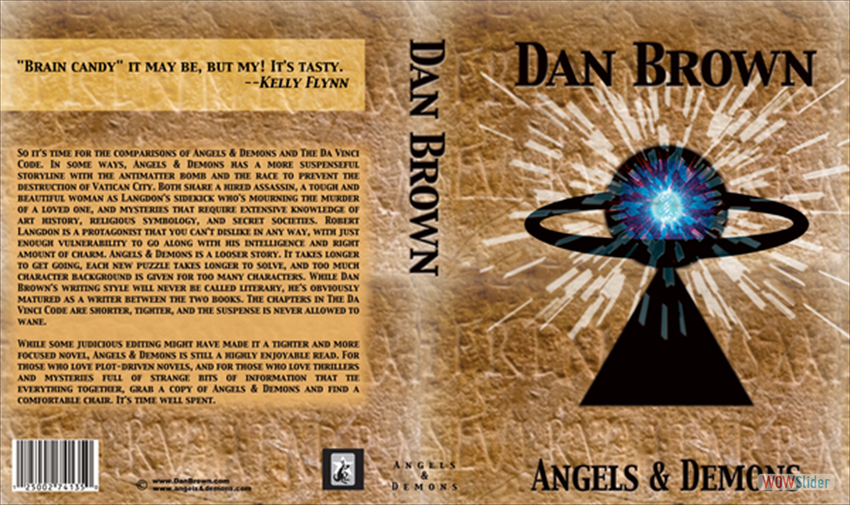 "Brain candy" it may be, but my! It's tasty.
--Kelly Flynn
So it's time for the comparisons of Angels & Demons and The Da Vinci
Code. In some ways, Angels & Demons has a more suspenseful
storyline with the antimatter bomb and the race to prevent the
destruction of Vatican City. Both share a hired assassin, a tough and
beautiful woman as Langdon's sidekick who's mourning the murder
of a loved one, and mysteries that require extensive knowledge of
art history, religious symbology, and secret societies. Robert
Langdon is a protagonist that you can't dislike in any way, with just
enough vulnerability to go along with his intelligence and right
amount of charm. Angels & Demons is a looser story. It takes longer
to get going, each new puzzle takes longer to solve, and too much
character background is given for too many characters. While Dan
Brown's writing style will never be called literary, he's obviously
matured as a writer between the two books. The chapters in The Da
Vinci Code are shorter, tighter, and the suspense is never allowed to
wane.
While some judicious editing might have made it a tighter and more
focused novel, Angels & Demons is still a highly enjoyable read. For
those who love plot-driven novels, and for those who love thrillers
and mysteries full of strange bits of information that tie
everything together, grab a copy of Angels & Demons and find a
comfortable chair. It's time well spent.
1 25002 74135
© www.DanBrown.com
www.angels&demons.com
Dan Brown
Angels
&
Demons
Dan Brown
Angels & Demons
WOWSlider